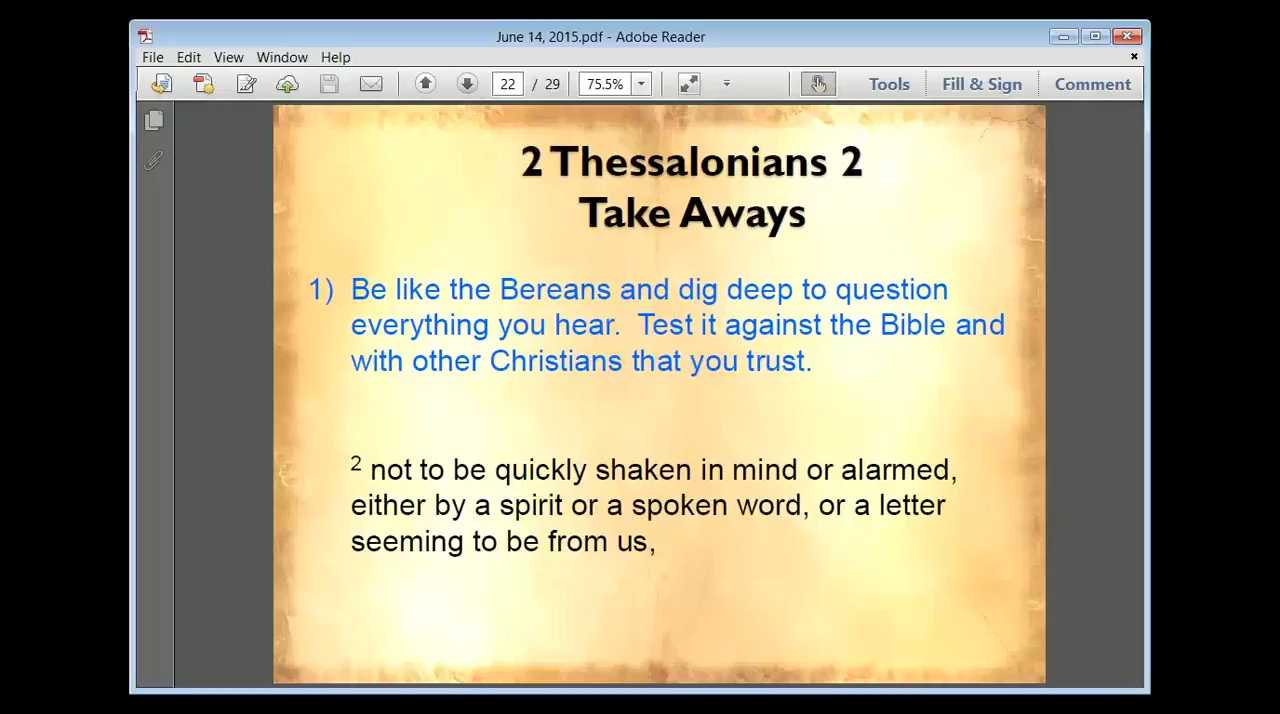 June 14, 2015.pdf - Adobe Reader
File Edit View Window Help
22 / 29 75.5% Tools Fill & Sign Comment
2 Thessalonians 2
Take Aways
1) Be like the Bereans and dig deep to question
everything you hear.  Test it against the Bible and
with other Christians that you trust.
2 not to be quickly shaken in mind or alarmed,
either by a spirit or a spoken word, or a letter
seeming to be from us,